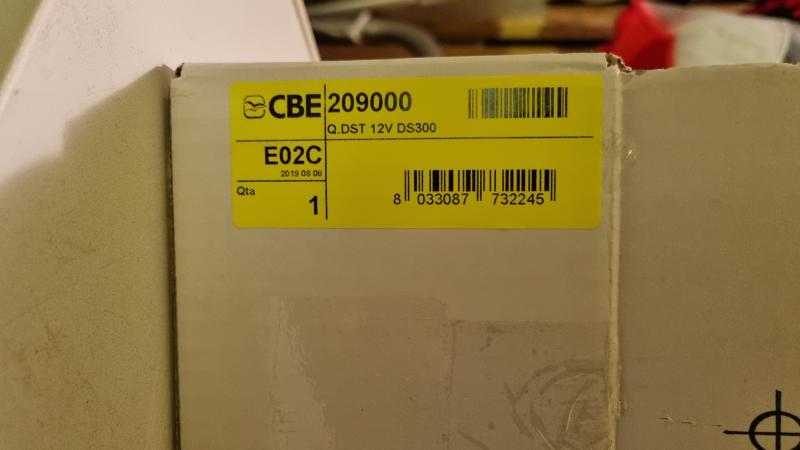 CBE 209000
Q.DST 12V DS300
E02C
2019 08 08
Qta
1
8 033087 732245